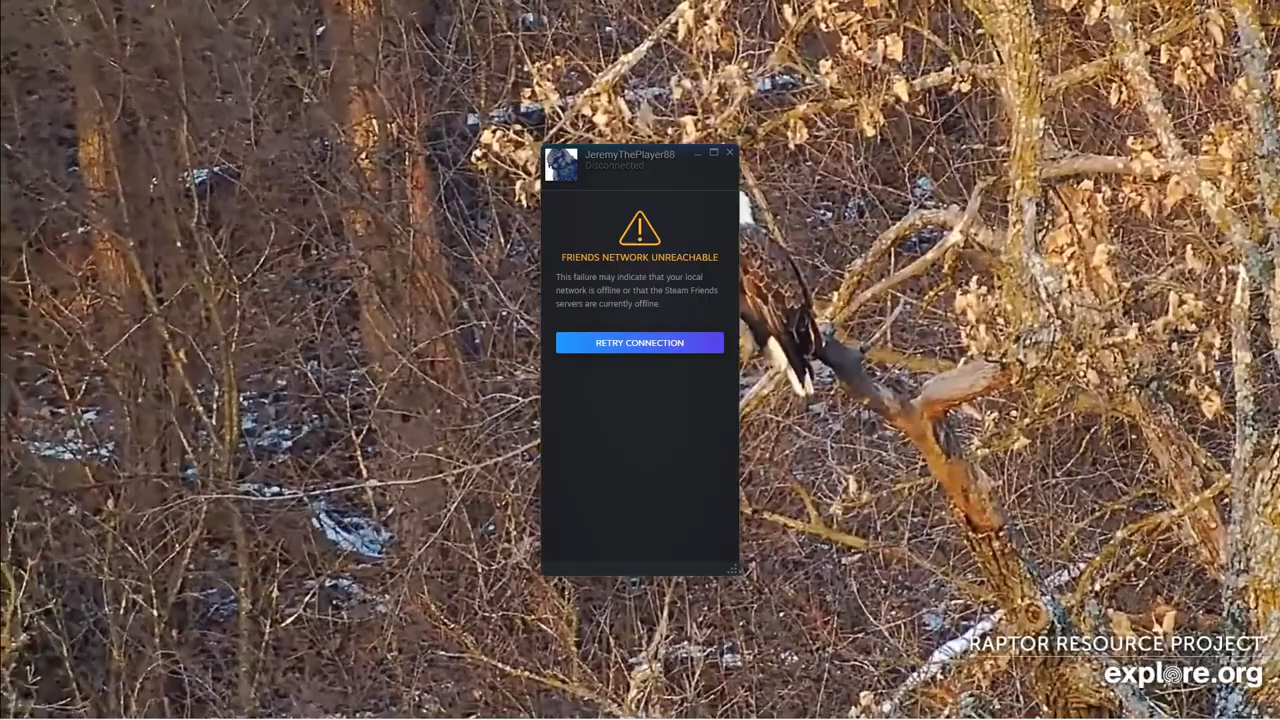 JeremyThePlayer88
Disconnected
FRIENDS NETWORK UNREACHABLE
This failure may indicate that your local
network is offline or that the Steam Friends
servers are currently offline.
RETRY CONNECTION
RAPTOR RESOURCE PROJECT
explore.org